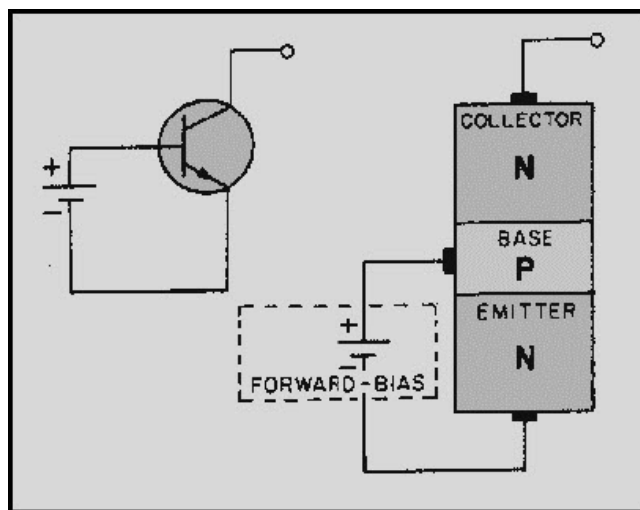 +
−
COLLECTOR
N
BASE
P
EMITTER
N
+
−
FORWARD-BIAS